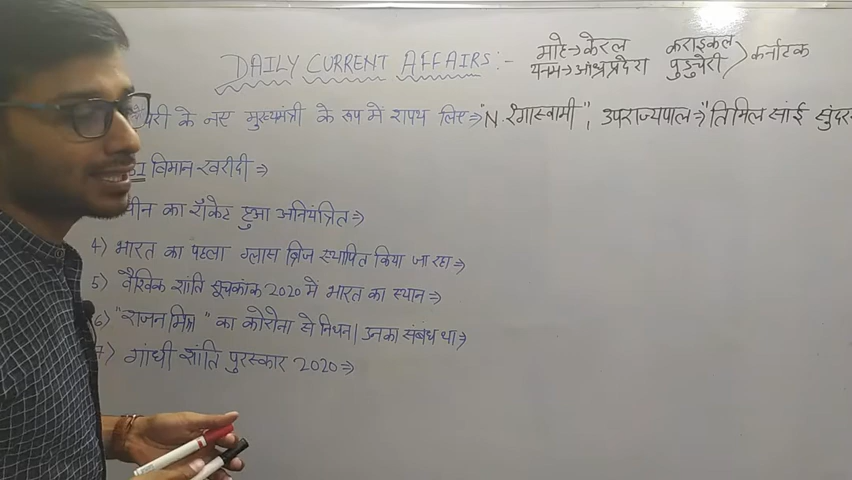 DAILY CURRENT AFFAIRS:-
माहे→केरल कराइकल
यनम→आंध्रप्रदेश पुडुचेरी > कर्नाटक
के नए मुख्यमंत्री के रूप में शपथ लिए⇒ "N. रंगास्वामी", उपराज्यपाल⇒"तिमिल सांई सुंदर
विमान खरीदी ⇒
का रॉकेट हुआ अनियंत्रित⇒
4) भारत का पहला ग्लास ब्रिज स्थापित किया जा रहा⇒
5) वैश्विक शांति सूचकांक 2020 में भारत का स्थान⇒
6) "राजन मिश्रा" का कोरोना से निधन| उनका संबंध था⇒
7) गांधी शांति पुरस्कार 2020⇒